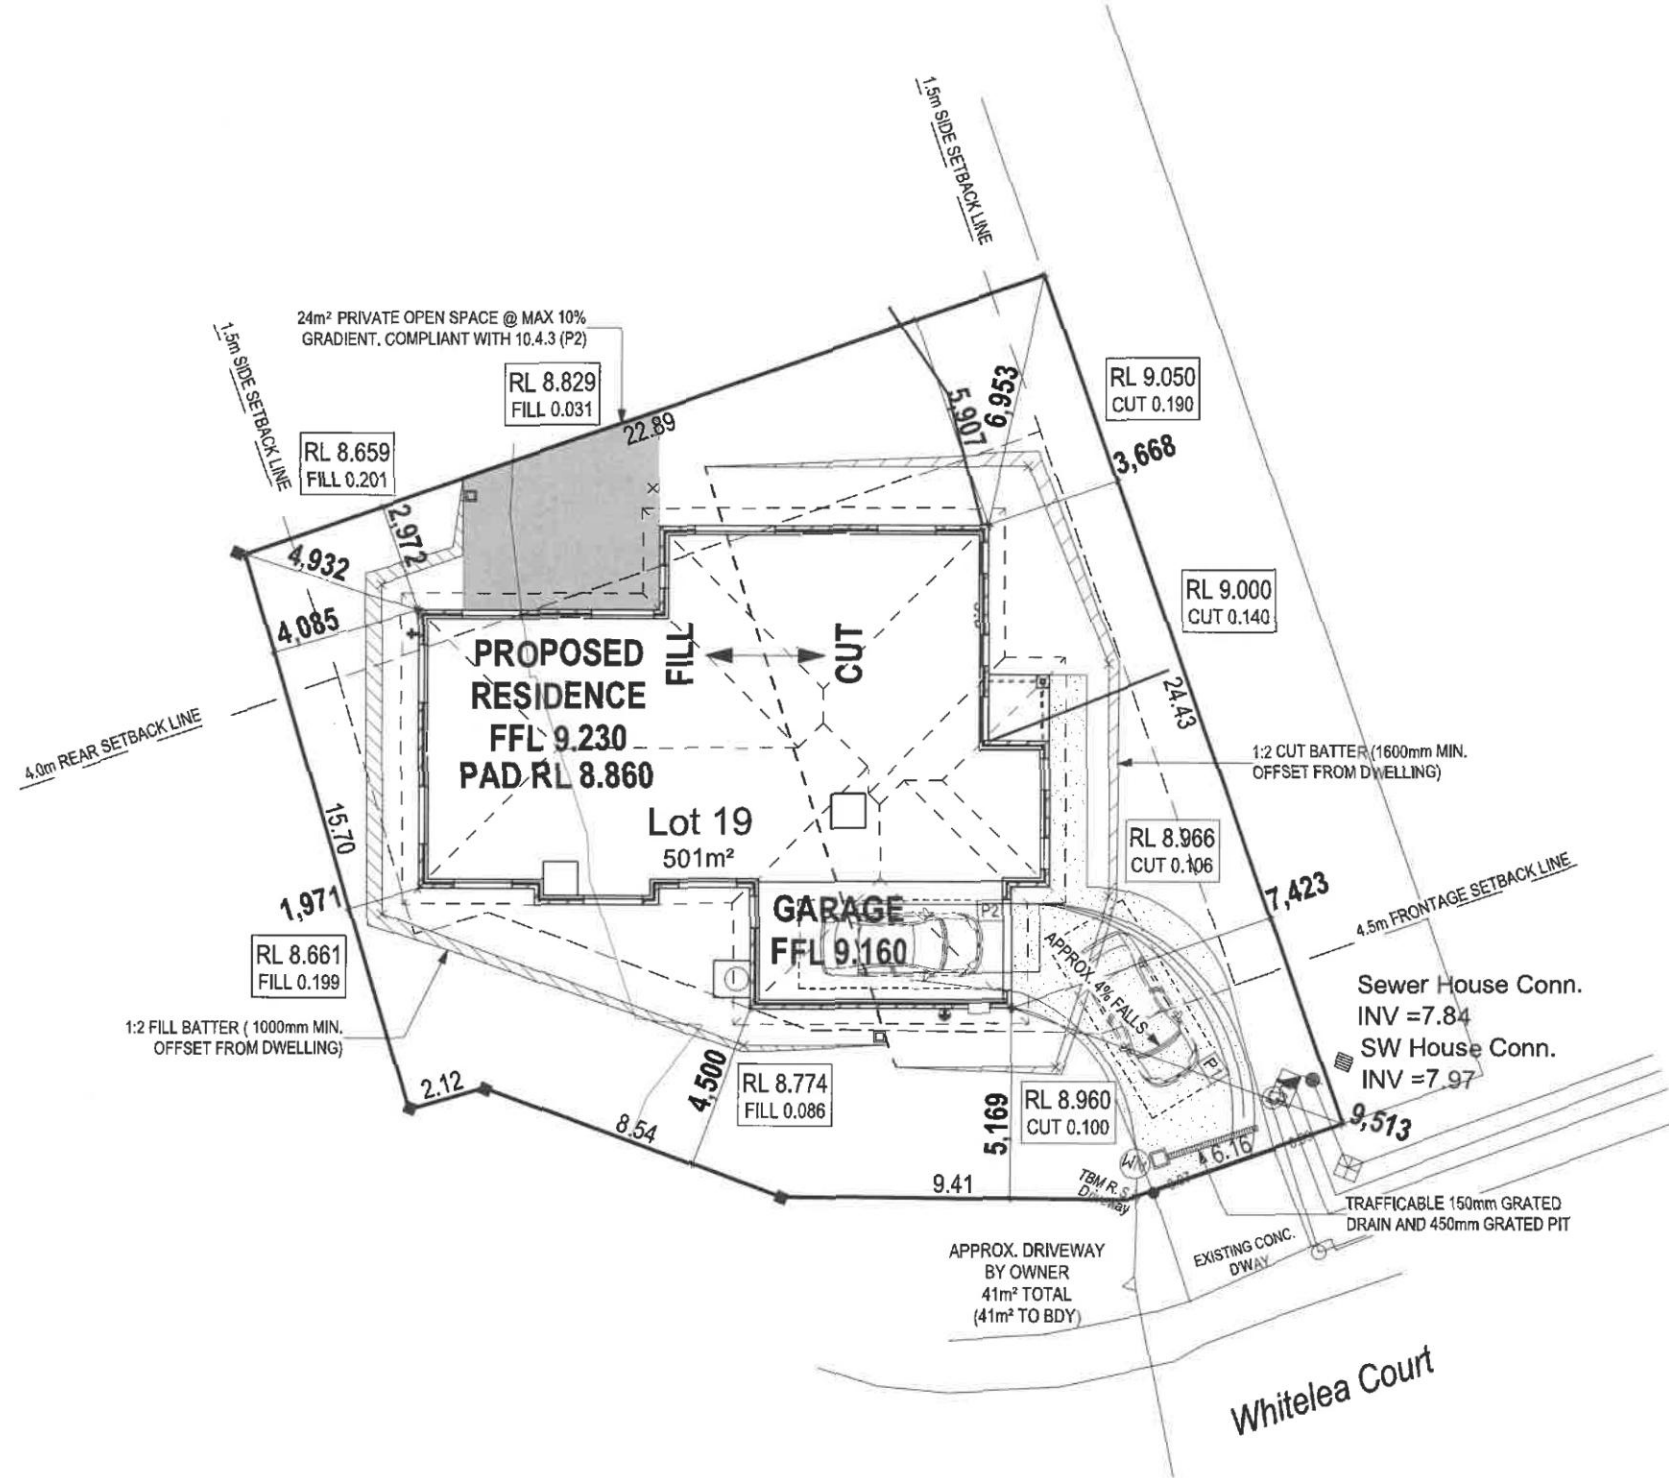 1.5m SIDE SETBACK LINE
24m² PRIVATE OPEN SPACE @ MAX 10%
GRADIENT. COMPLIANT WITH 10.4.3 (P2)
1.5m SIDE SETBACK LINE
RL 8.829
FILL 0.031
RL 9.050
CUT 0.190
22.89
5,907
6,953
3,668
RL 8.659
FILL 0.201
2,972
4,932
4,085
RL 9.000
CUT 0.140
PROPOSED
RESIDENCE
FFL 9.230
PAD RL 8.860
FILL
CUT
24.43
4.0m REAR SETBACK LINE
1:2 CUT BATTER (1600mm MIN.
OFFSET FROM DWELLING)
15.70
Lot 19
501m²
RL 8.966
CUT 0.106
1,971
7,423
4.5m FRONTAGE SETBACK LINE
GARAGE
FFL 9.160
P2
APPROX. 4% FALLS
RL 8.661
FILL 0.199
Sewer House Conn.
INV =7.84
SW House Conn.
INV =7.97
1:2 FILL BATTER ( 1000mm MIN.
OFFSET FROM DWELLING)
P1
2.12
4,500
RL 8.774
FILL 0.086
8.54
5,169
RL 8.960
CUT 0.100
9,513
6.16
WM
9.41
TBM R.S
Driveway
TRAFFICABLE 150mm GRATED
DRAIN AND 450mm GRATED PIT
EXISTING CONC.
D'WAY
APPROX. DRIVEWAY
BY OWNER
41m² TOTAL
(41m² TO BDY)
Whitelea Court